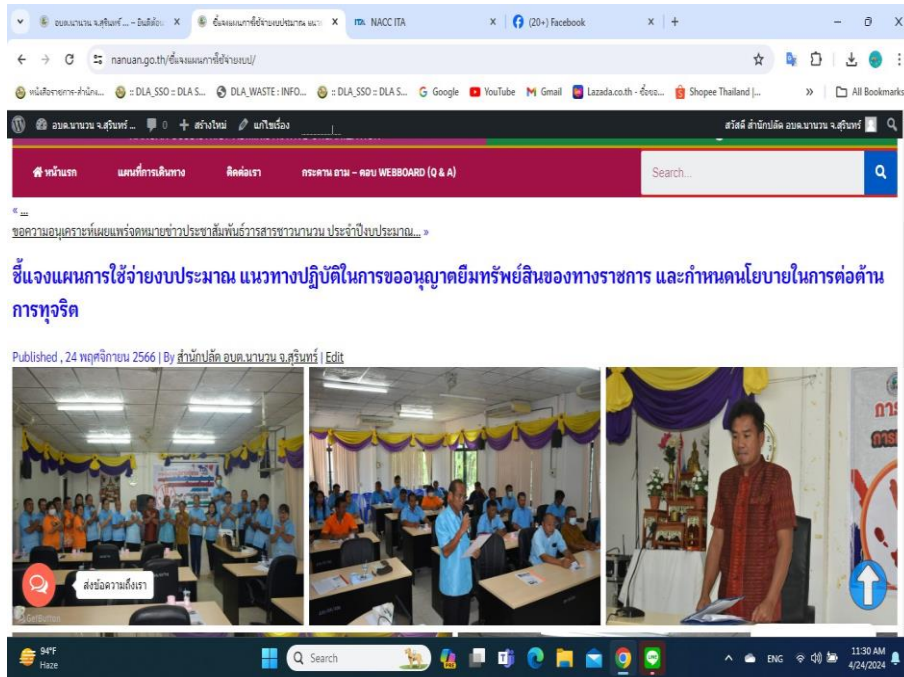 อบต.นานวน จ.สุรินทร์ ... – ยินดีต้อน
ชี้แจงแผนการใช้จ่ายงบประมาณ แนว
NACC ITA
(20+) Facebook
nanuan.go.th/ชี้แจงแผนการใช้จ่ายงบป/
หนังสือราชการ-สำนักง...
:: DLA_SSO :: DLA S...
DLA_WASTE : INFO...
:: DLA_SSO :: DLA S...
Google
YouTube
Gmail
Lazada.co.th - ซื้อขอ...
Shopee Thailand |...
»
All Bookmarks
อบต.นานวน จ.สุรินทร์ ...
0
สร้างใหม่
แก้ไขเรื่อง
สวัสดี สำนักปลัด อบต.นานวน จ.สุรินทร์
หน้าแรก
แผนที่การเดินทาง
ติดต่อเรา
กระดาน ถาม – ตอบ WEBBOARD (Q & A)
Search...
« ...
ขอความอนุเคราะห์เผยแพร่จดหมายข่าวประชาสัมพันธ์วารสารชาวนานวน ประจำปีงบประมาณ... »
ชี้แจงแผนการใช้จ่ายงบประมาณ แนวทางปฏิบัติในการขออนุญาตยืมทรัพย์สินของทางราชการ และกำหนดนโยบายในการต่อต้าน
การทุจริต
Published , 24 พฤศจิกายน 2566 | By สำนักปลัด อบต.นานวน จ.สุรินทร์ | Edit
ส่งข้อความถึงเรา
GetButton
94°F
Haze
Search
ENG
11:30 AM
4/24/2024